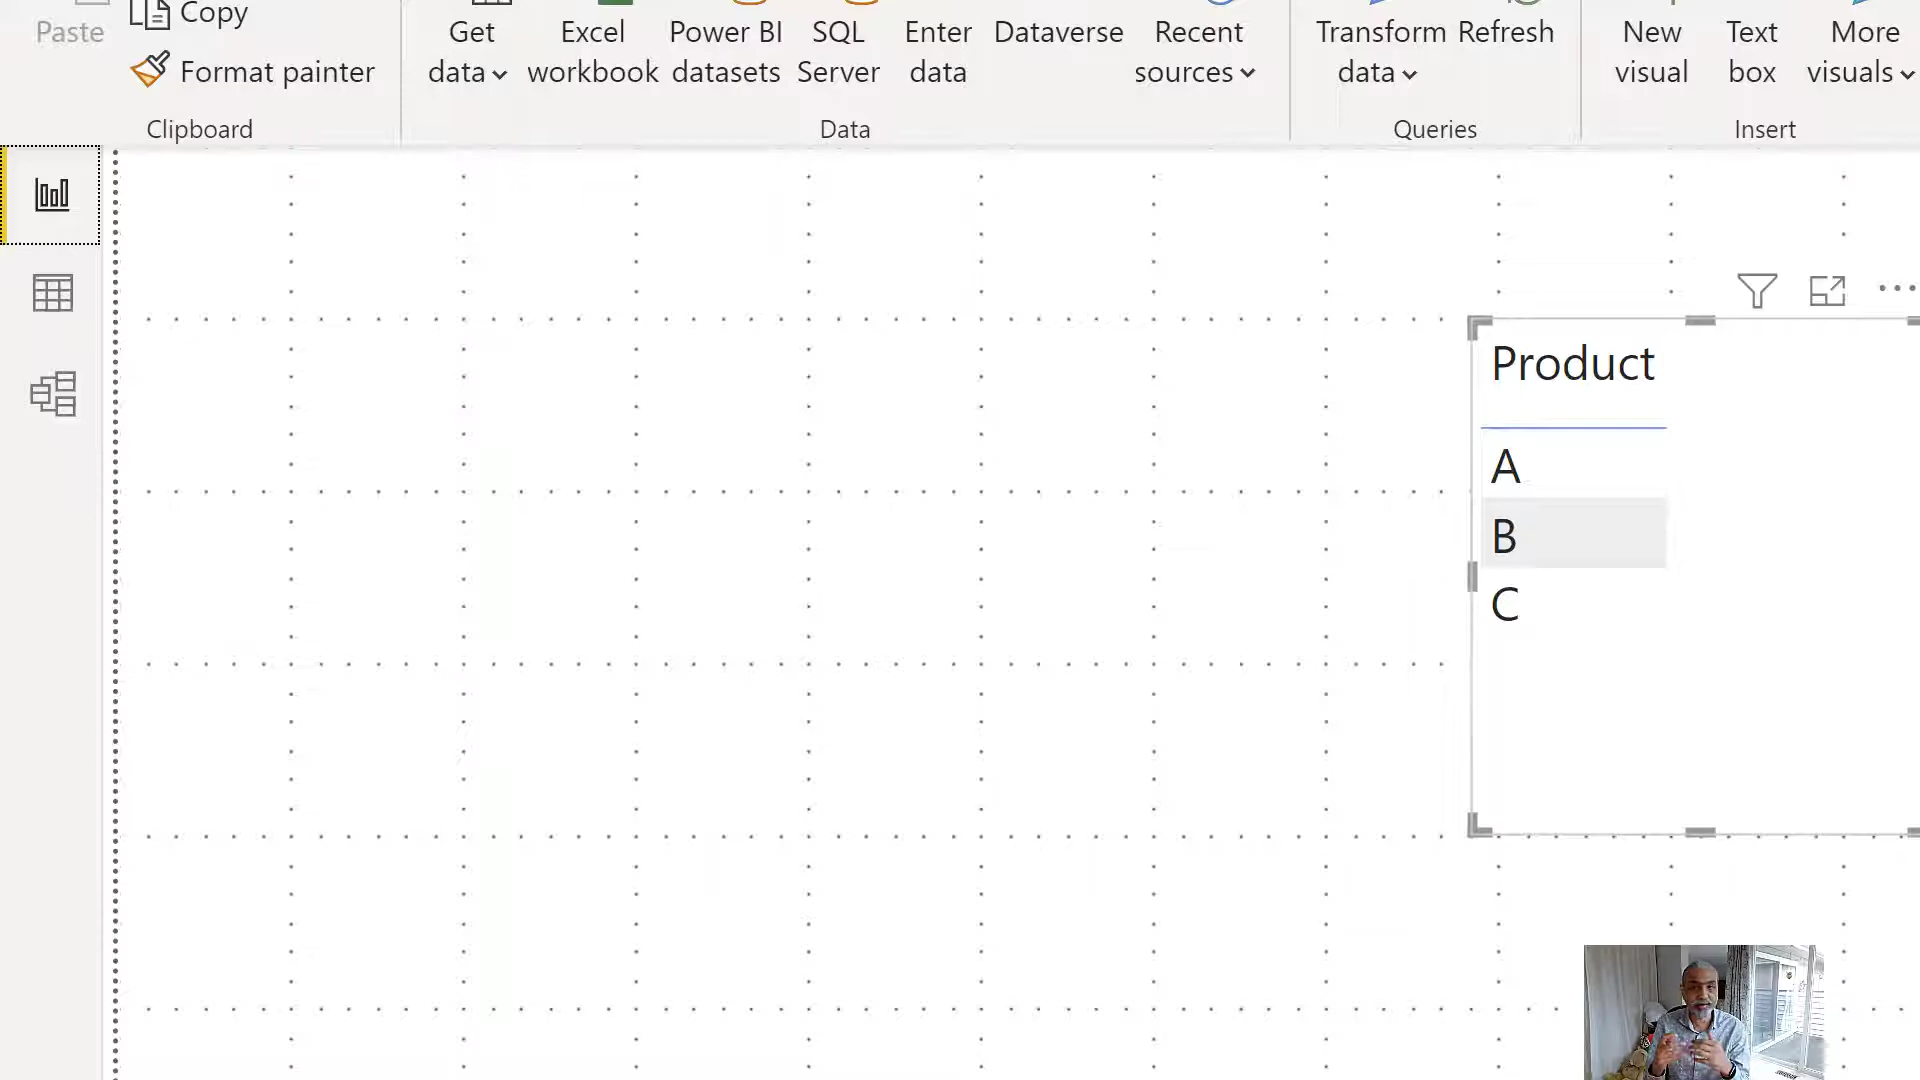 Copy
Paste
Format painter
Clipboard
Get data
Excel workbook
Power BI datasets
SQL Server
Enter data
Dataverse
Recent sources
Data
Transform data
Refresh
Queries
New visual
Text box
More visuals
Insert
Product
A
B
C